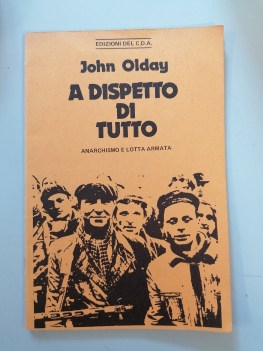 EDIZIONI DEL C.D.A.
John Olday
A DISPETTO
DI
TUTTO
ANARCHISMO E LOTTA ARMATA